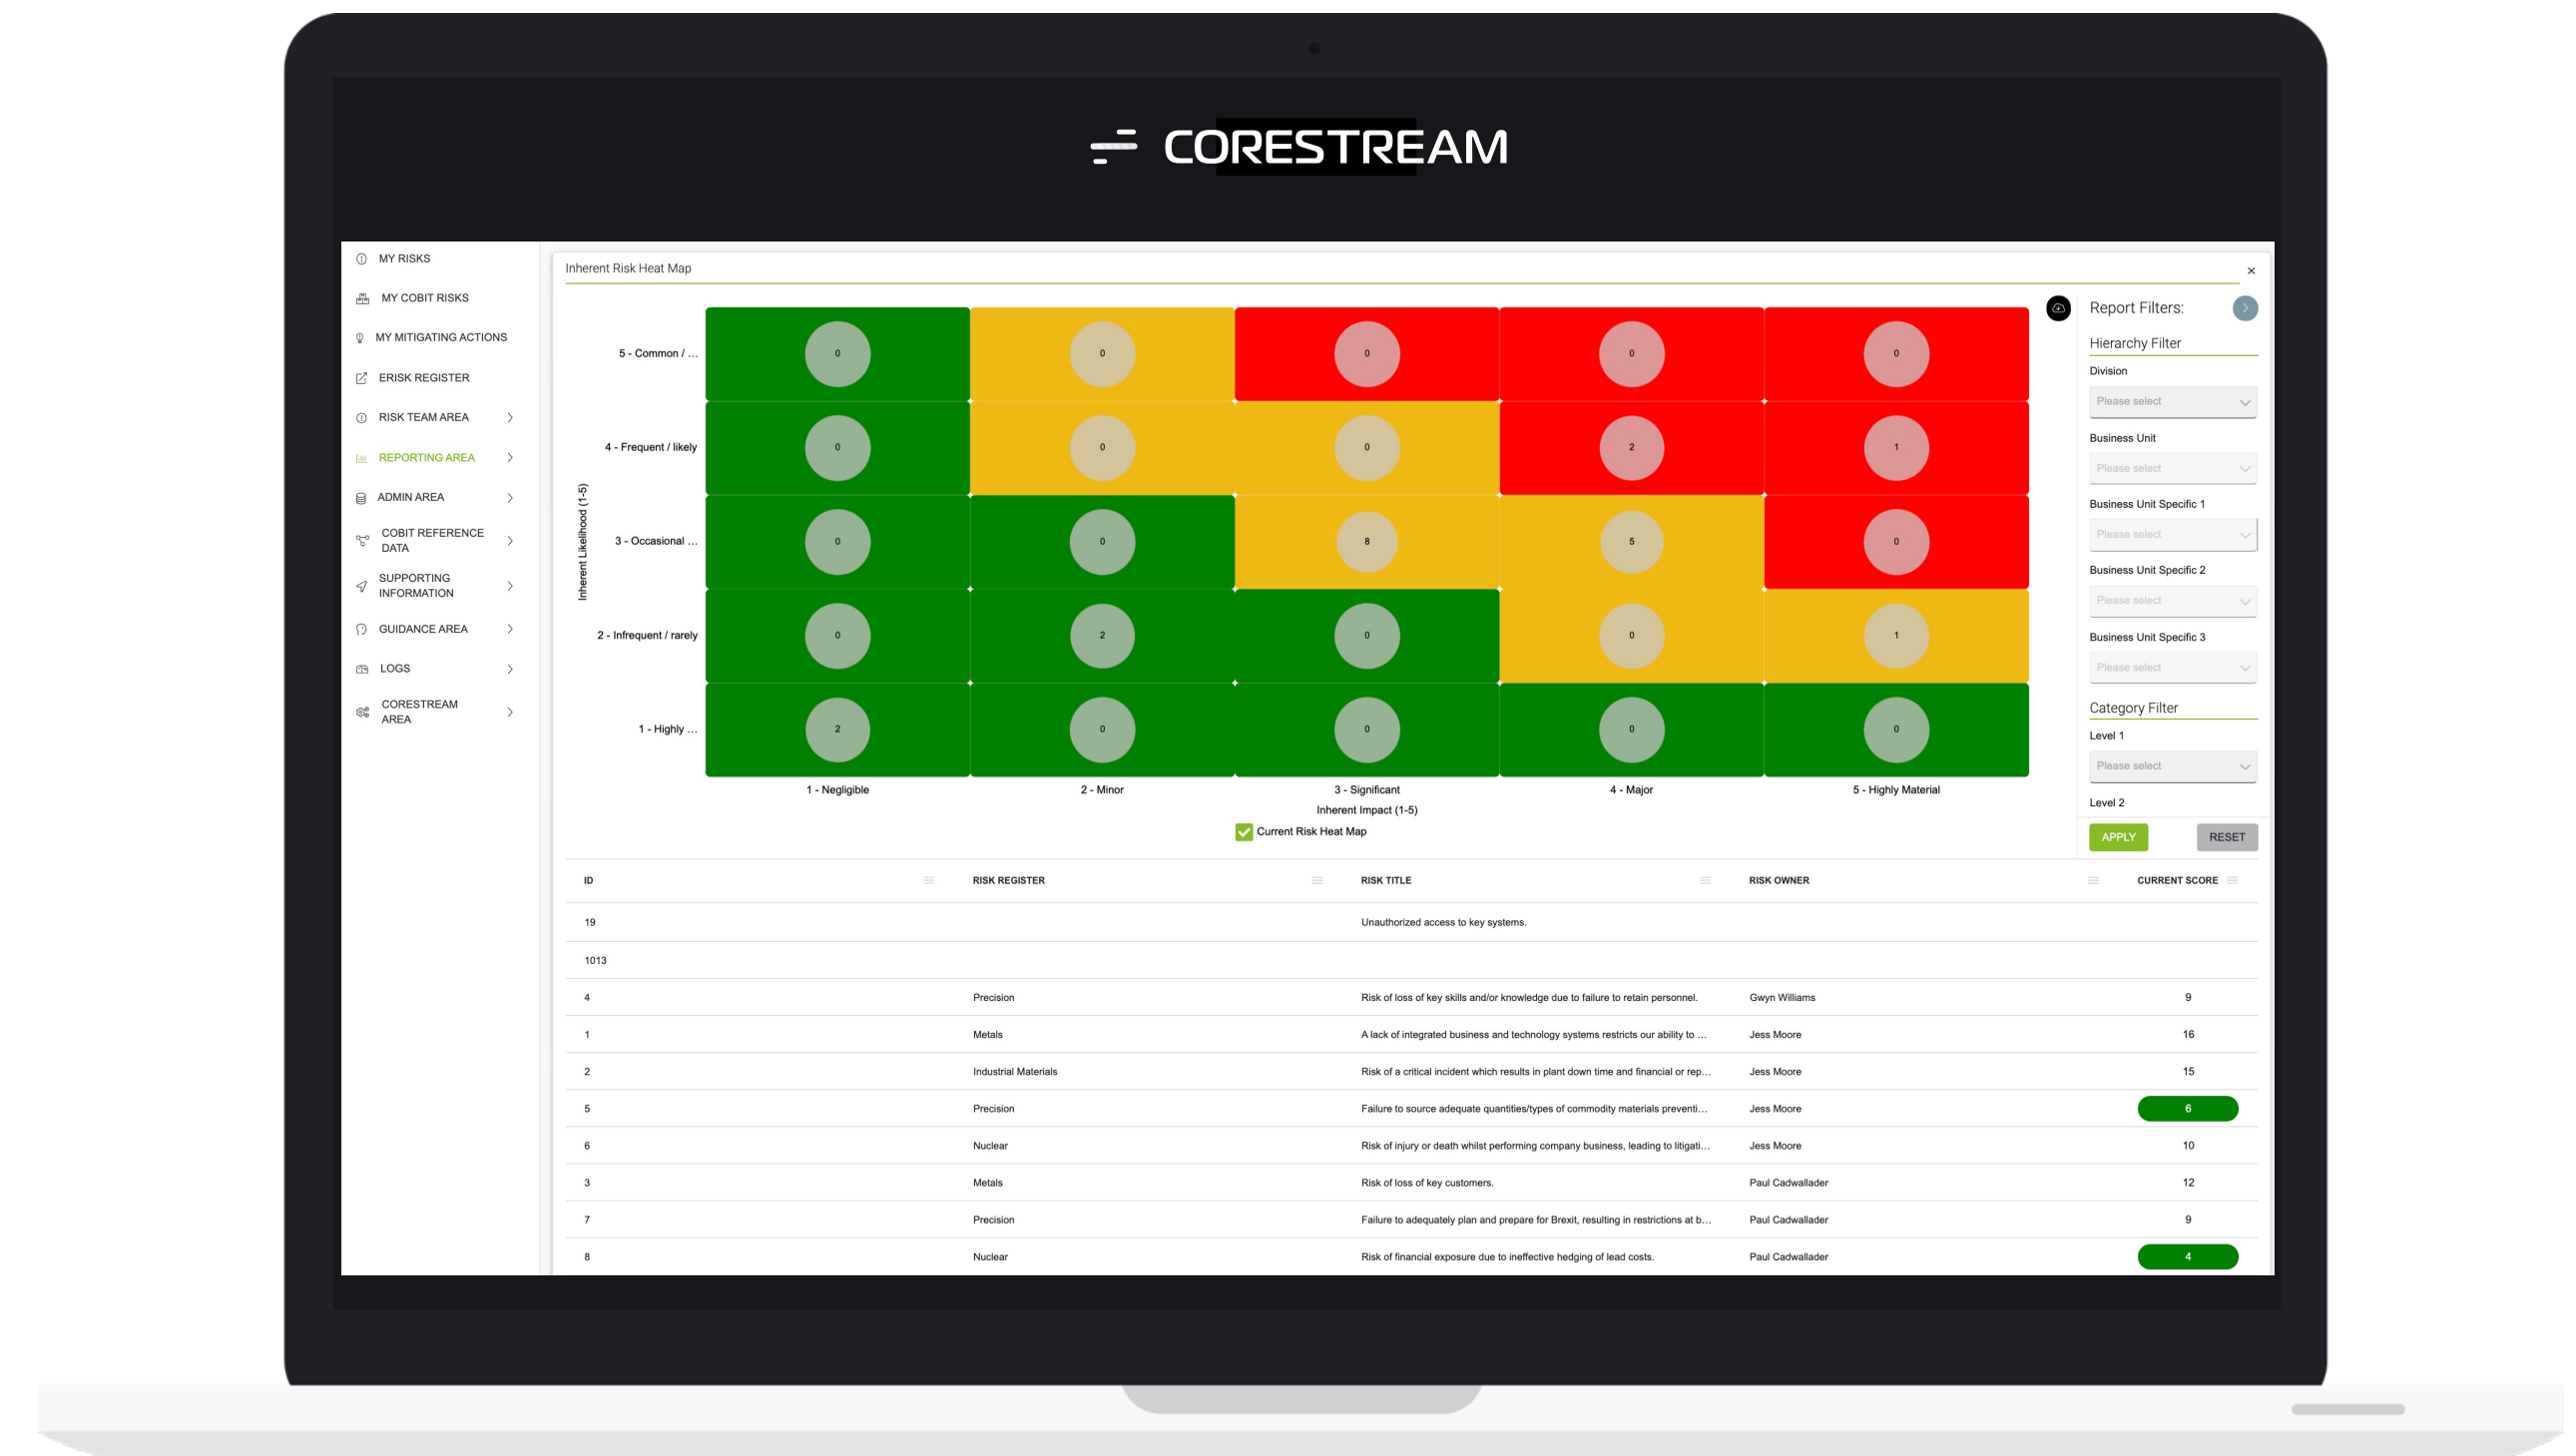 CORESTREAM
MY RISKS
MY COBIT RISKS
MY MITIGATING ACTIONS
ERISK REGISTER
RISK TEAM AREA
REPORTING AREA
ADMIN AREA
COBIT REFERENCE
DATA
SUPPORTING
INFORMATION
GUIDANCE AREA
LOGS
CORESTREAM
AREA
Inherent Risk Heat Map
Inherent Likelihood (1-5)
5 - Common / ... 0 0 0 0 0
4 - Frequent / likely 0 0 0 2 1
3 - Occasional ... 0 0 8 5 0
2 - Infrequent / rarely 0 2 0 0 1
1 - Highly ... 2 0 0 0 0
1 - Negligible 2 - Minor 3 - Significant 4 - Major 5 - Highly Material
Inherent Impact (1-5)
Current Risk Heat Map
Report Filters:
Hierarchy Filter
Division
Please select
Business Unit
Please select
Business Unit Specific 1
Please select
Business Unit Specific 2
Please select
Business Unit Specific 3
Please select
Category Filter
Level 1
Please select
Level 2
APPLY RESET
ID RISK REGISTER RISK TITLE RISK OWNER CURRENT SCORE
19 Unauthorized access to key systems.
1013
4 Precision Risk of loss of key skills and/or knowledge due to failure to retain personnel. Gwyn Williams 9
1 Metals A lack of integrated business and technology systems restricts our ability to ... Jess Moore 16
2 Industrial Materials Risk of a critical incident which results in plant down time and financial or rep... Jess Moore 15
5 Precision Failure to source adequate quantities/types of commodity materials preventi... Jess Moore 6
6 Nuclear Risk of injury or death whilst performing company business, leading to litigati... Jess Moore 10
3 Metals Risk of loss of key customers. Paul Cadwallader 12
7 Precision Failure to adequately plan and prepare for Brexit, resulting in restrictions at b... Paul Cadwallader 9
8 Nuclear Risk of financial exposure due to ineffective hedging of lead costs. Paul Cadwallader 4